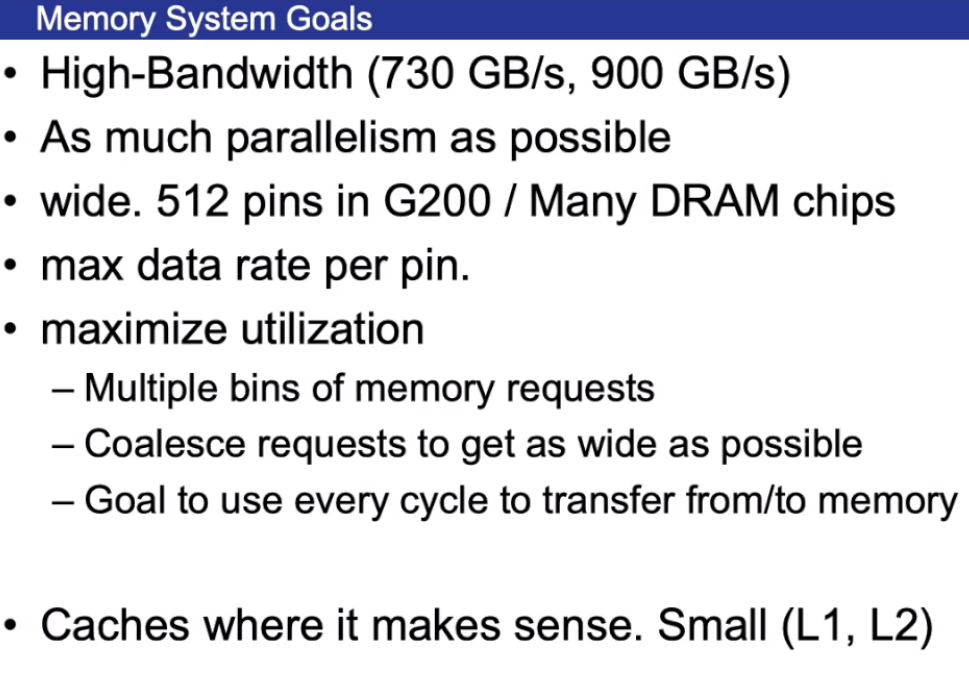 Memory System Goals
• High-Bandwidth (730 GB/s, 900 GB/s)
• As much parallelism as possible
• wide. 512 pins in G200 / Many DRAM chips
• max data rate per pin.
• maximize utilization
– Multiple bins of memory requests
– Coalesce requests to get as wide as possible
– Goal to use every cycle to transfer from/to memory
• Caches where it makes sense. Small (L1, L2)